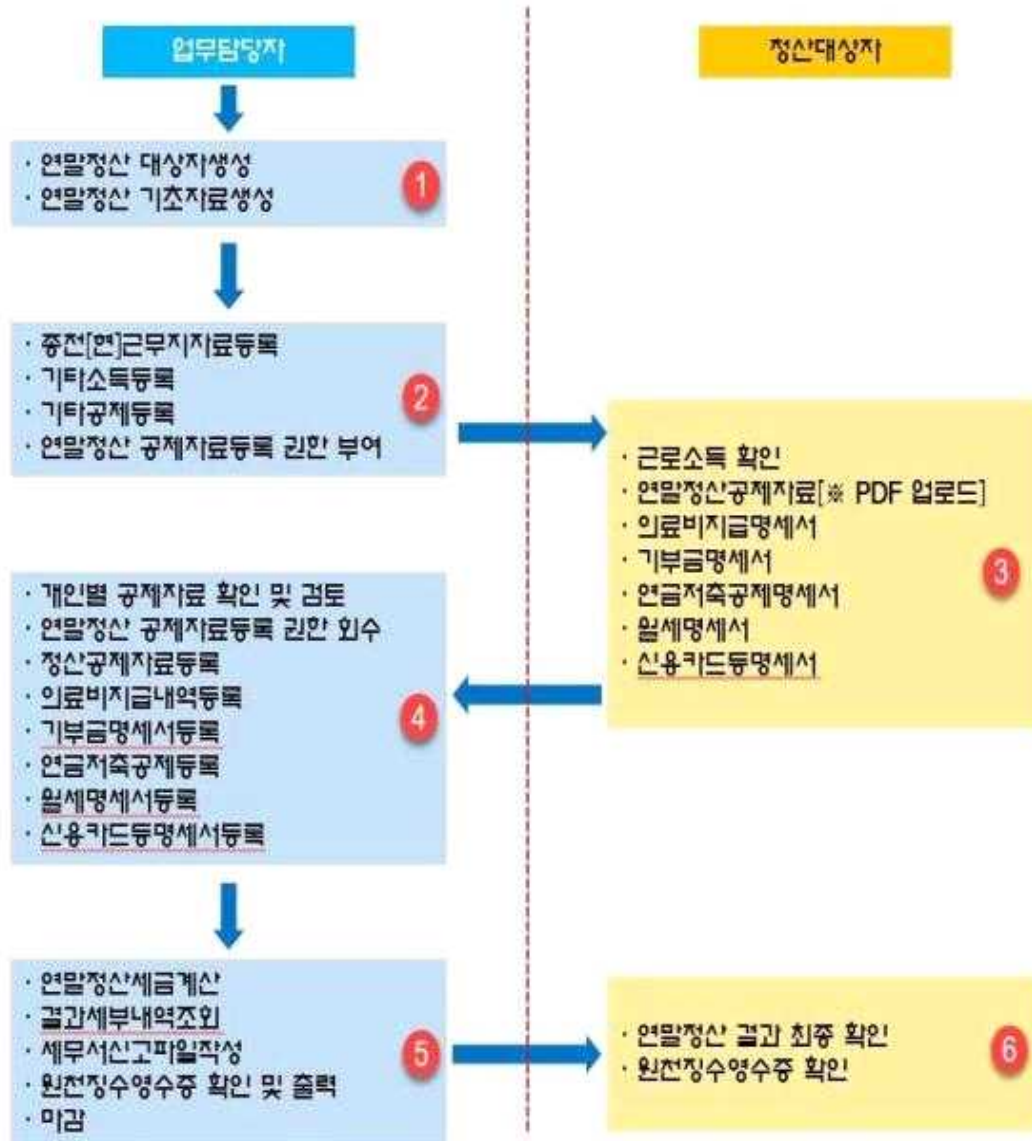 업무담당자
정산대상자
· 연말정산 대상자생성
· 연말정산 기초자료생성
1
· 종전[현]근무지자료등록
· 기타소득등록
· 기타공제등록
· 연말정산 공제자료등록 권한 부여
2
· 근로소득 확인
· 연말정산공제자료[※ PDF 업로드]
· 의료비지급명세서
· 기부금명세서
· 연금저축공제명세서
· 월세명세서
· 신용카드등명세서
3
· 개인별 공제자료 확인 및 검토
· 연말정산 공제자료등록 권한 회수
· 정산공제자료등록
· 의료비지급내역등록
· 기부금명세서등록
· 연금저축공제등록
· 월세명세서등록
· 신용카드등명세서등록
4
· 연말정산세금계산
· 결과세부내역조회
· 세무서신고파일작성
· 원천징수영수증 확인 및 출력
· 마감
5
· 연말정산 결과 최종 확인
· 원천징수영수증 확인
6